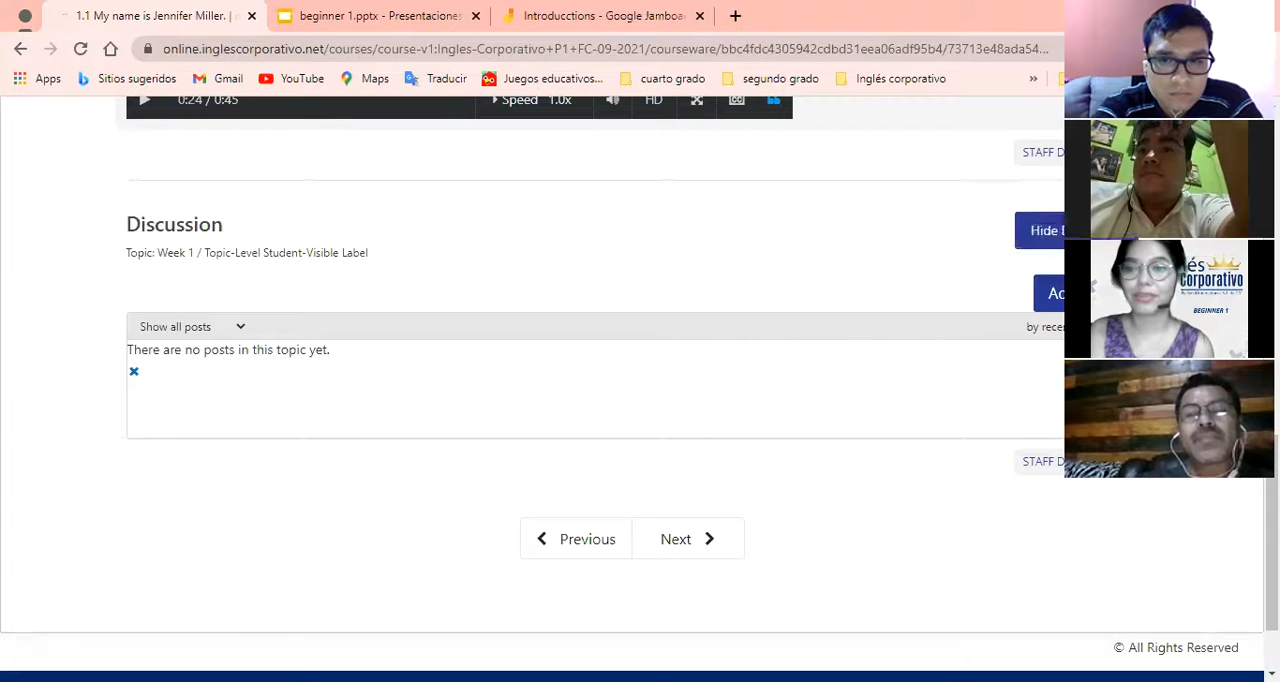 1.1 My name is Jennifer Miller. |
beginner 1.pptx - Presentaciones
Introducctions - Google Jamboa
online.inglescorporativo.net/courses/course-v1:Ingles-Corporativo+P1+FC-09-2021/courseware/bbc4fdc4305942cdbd31eea06adf95b4/73713e48ada54...
Apps
Sitios sugeridos
Gmail
YouTube
Maps
Traducir
Juegos educativos...
cuarto grado
segundo grado
Inglés corporativo
»
0:24 / 0:45
Speed 1.0x
HD
STAFF D
Discussion
Hide
Topic: Week 1 / Topic-Level Student-Visible Label
Show all posts
by recen
There are no posts in this topic yet.
STAFF D
Previous
Next
© All Rights Reserved
és
corporativo
BEGINNER 1